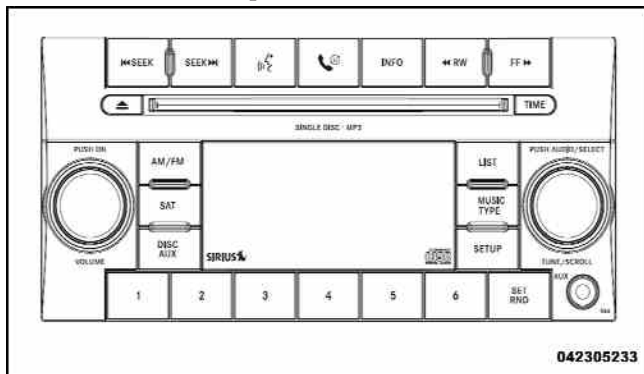 SEEK
SEEK
INFO
RW
FF
TIME
SINGLE DISC - MP3
PUSH ON
AM/FM
LIST
PUSH AUDIO/SELECT
SAT
MUSIC
TYPE
DISC
AUX
SETUP
SIRIUS
VOLUME
TUNE/SCROLL
AUX
1
2
3
4
5
6
SET
RND
042305233